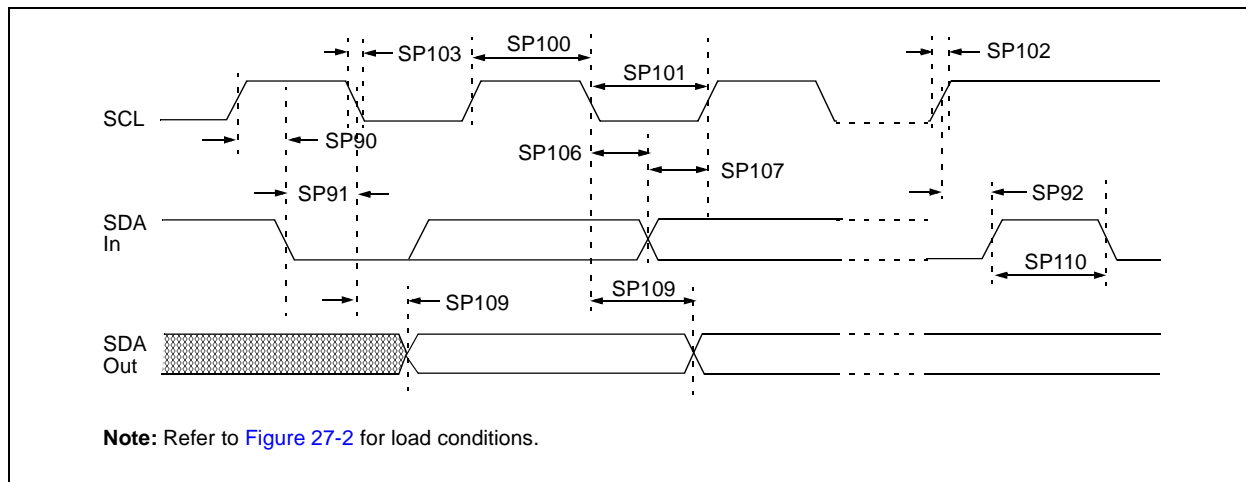 SP103
SP100
SP101
SP102
SCL
SP90
SP106
SP107
SP91
SP92
SDA
In
SP110
SP109
SP109
SDA
Out
Note: Refer to Figure 27-2 for load conditions.